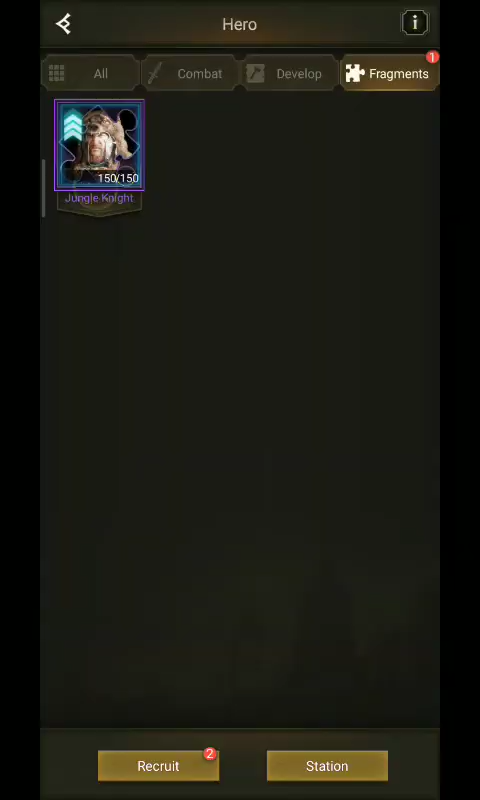 Hero
i
All
Combat
Develop
Fragments
1
150/150
Jungle Knight
Recruit
2
Station